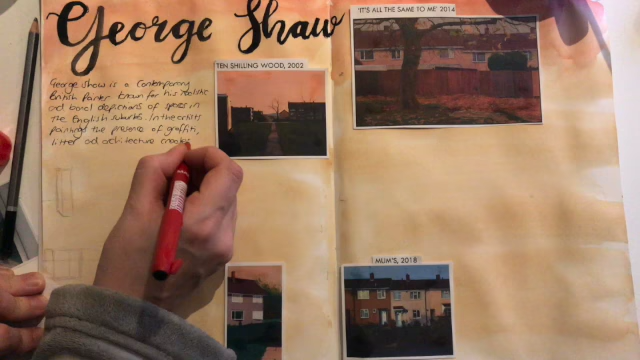 George Shaw
'IT'S ALL THE SAME TO ME' 2014
TEN SHILLING WOOD, 2002
George Shaw is a Contemporary
British Painter known for his realistic
and banal depictions of spaces in
the English suburbs. In the artists
paintings the presence of graffiti,
litter and architecture creates
MUM'S, 2018